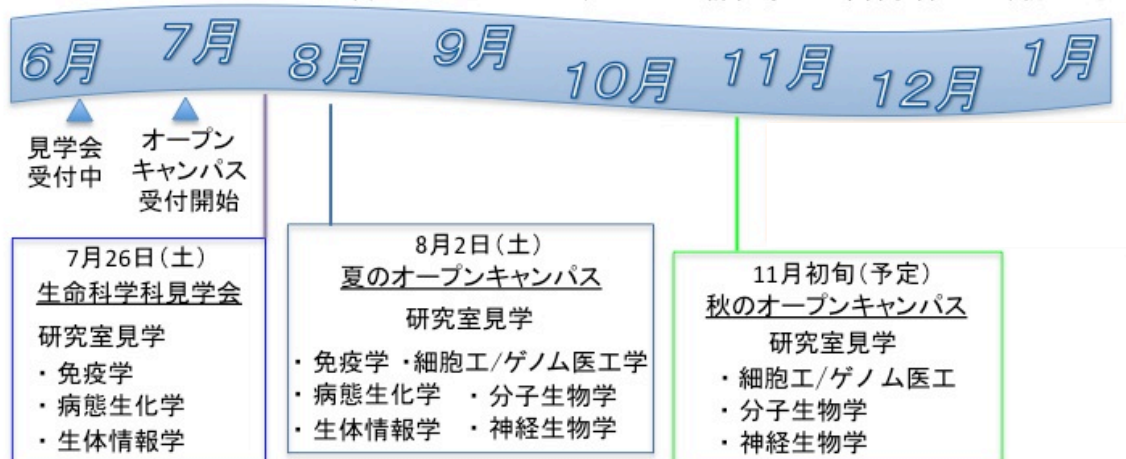 6月 7月 8月 9月 10月 11月 12月 1月
見学会
受付中
オープン
キャンパス
受付開始
7月26日(土)
生命科学科見学会
研究室見学
・免疫学
・病態生化学
・生体情報学
8月2日(土)
夏のオープンキャンパス
研究室見学
・免疫学 ・細胞工/ゲノム医工学
・病態生化学 ・分子生物学
・生体情報学 ・神経生物学
11月初旬(予定)
秋のオープンキャンパス
研究室見学
・細胞工/ゲノム医工
・分子生物学
・神経生物学